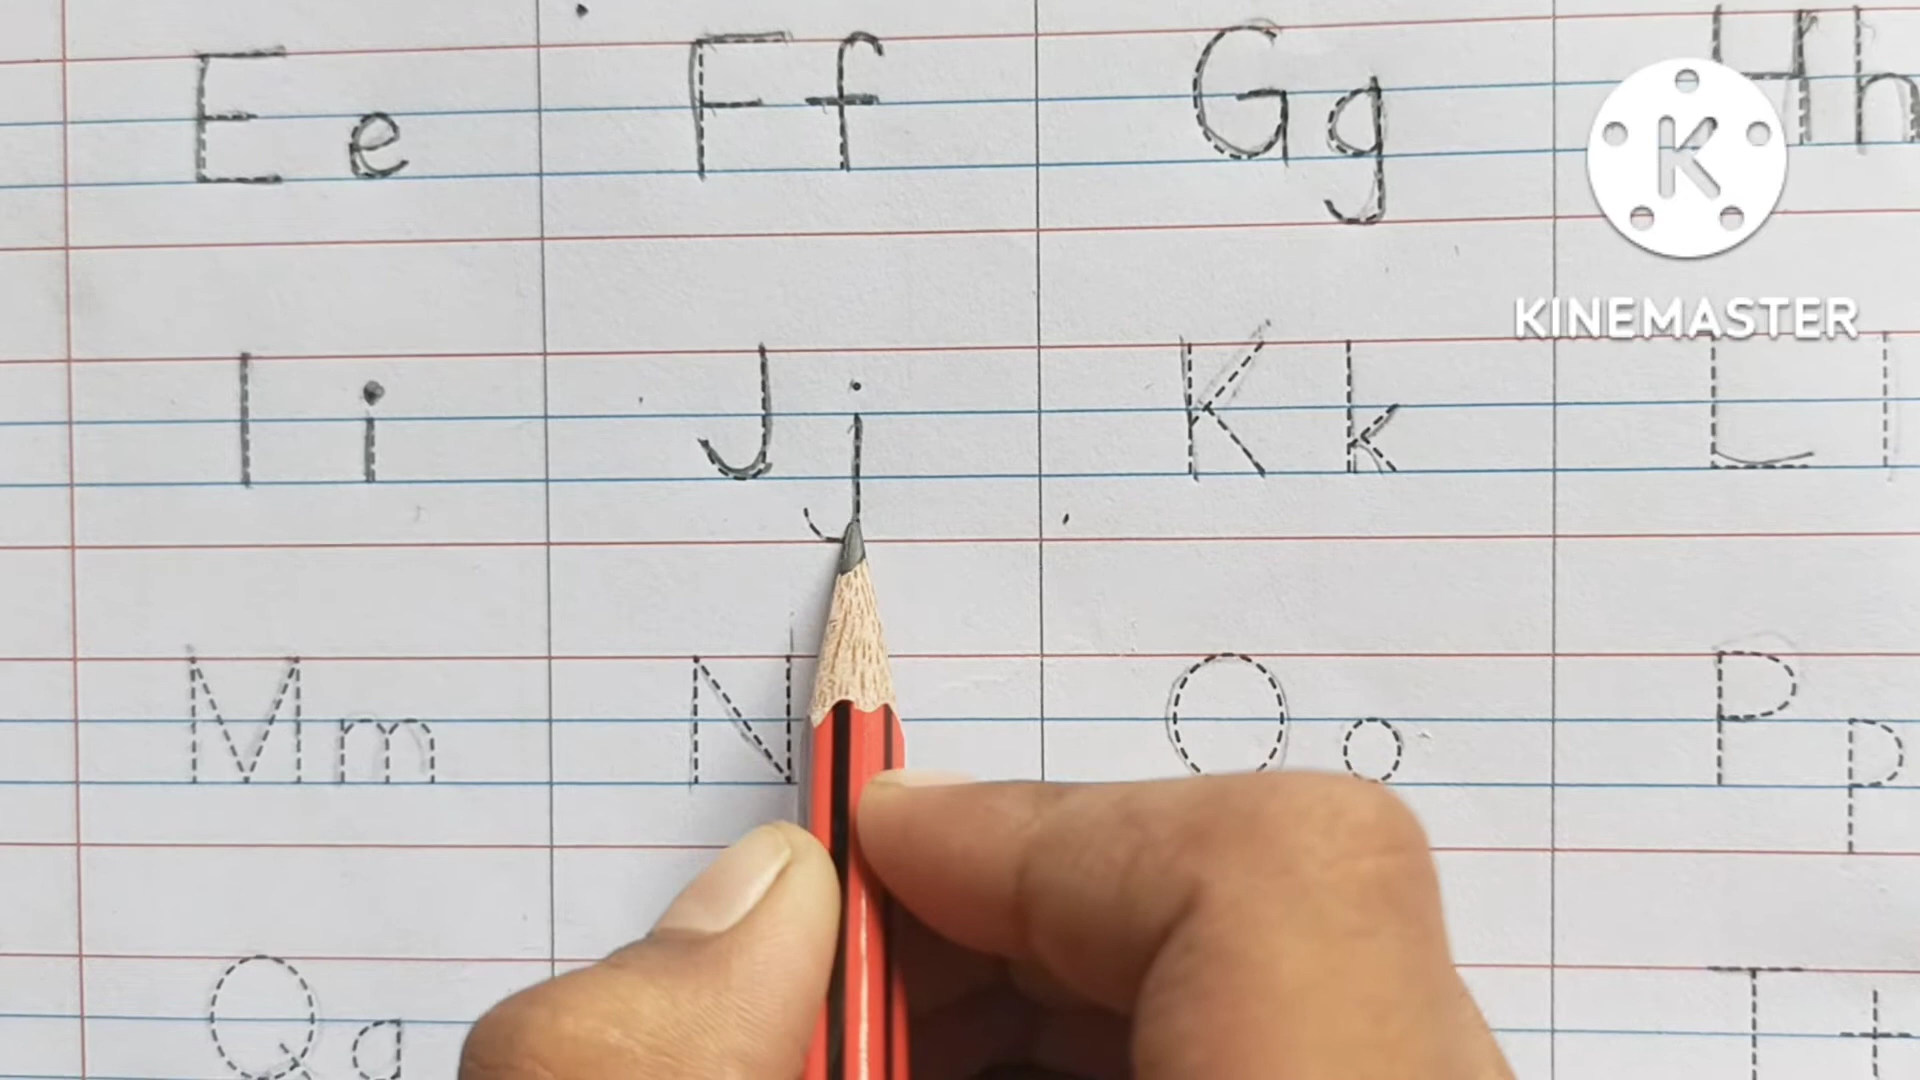 Ee Ff Gg Hh
K
KINEMASTER
Ii Jj Kk Ll
Mm N Oo Pp
Qq Tt